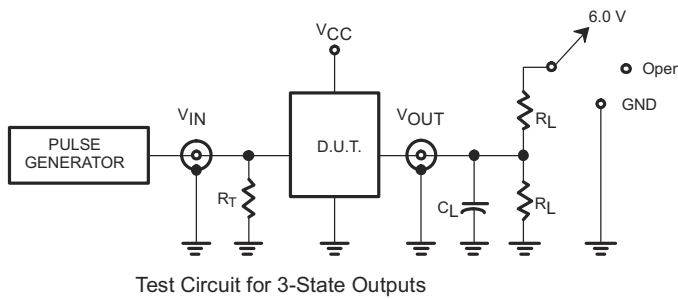 6.0 V
VCC
Open
VIN
VOUT
RL
GND
PULSE
GENERATOR
D.U.T.
RT
CL
RL
Test Circuit for 3-State Outputs